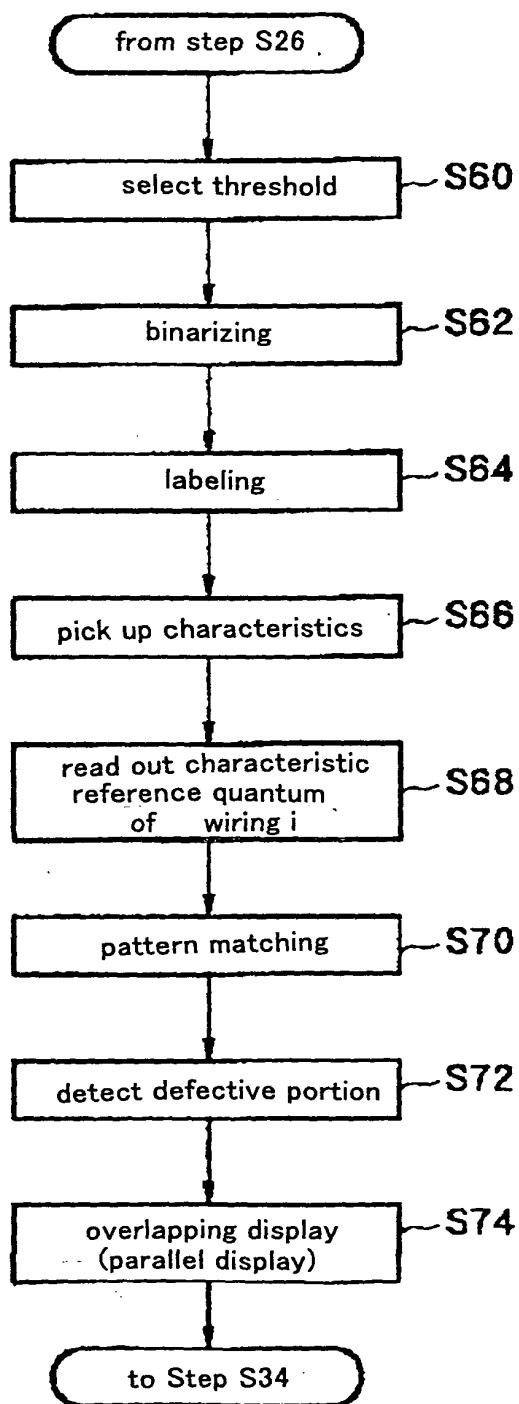 from step S26
select threshold
S60
binarizing
S62
labeling
S64
pick up characteristics
S66
read out characteristic
reference quantum
of wiring i
S68
pattern matching
S70
detect defective portion
S72
overlapping display
(parallel display)
S74
to Step S34